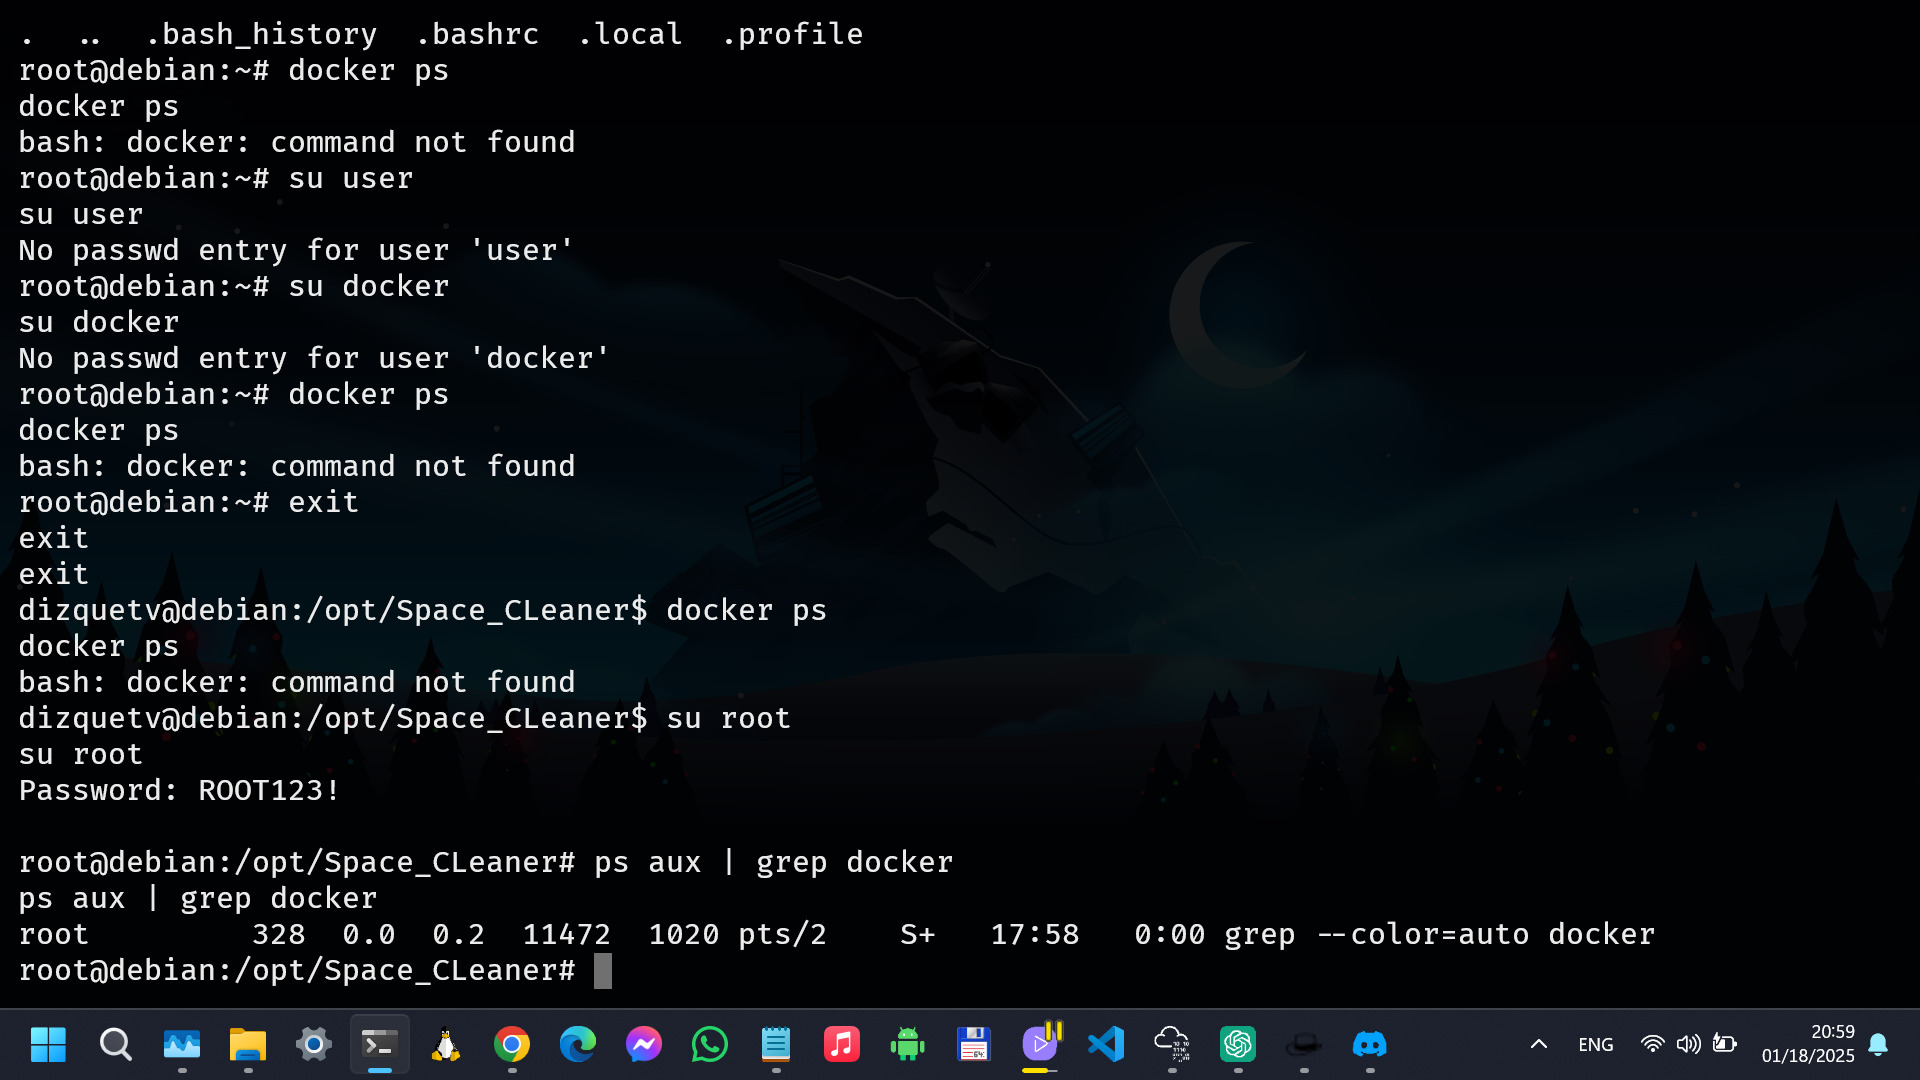 .  ..  .bash_history  .bashrc  .local  .profile
root@debian:~# docker ps
docker ps
bash: docker: command not found
root@debian:~# su user
su user
No passwd entry for user 'user'
root@debian:~# su docker
su docker
No passwd entry for user 'docker'
root@debian:~# docker ps
docker ps
bash: docker: command not found
root@debian:~# exit
exit
exit
dizquetv@debian:/opt/Space_CLeaner$ docker ps
docker ps
bash: docker: command not found
dizquetv@debian:/opt/Space_CLeaner$ su root
su root
Password: ROOT123!

root@debian:/opt/Space_CLeaner# ps aux | grep docker
ps aux | grep docker
root         328  0.0  0.2  11472  1020 pts/2    S+   17:58   0:00 grep --color=auto docker
root@debian:/opt/Space_CLeaner#
ENG
20:59
01/18/2025